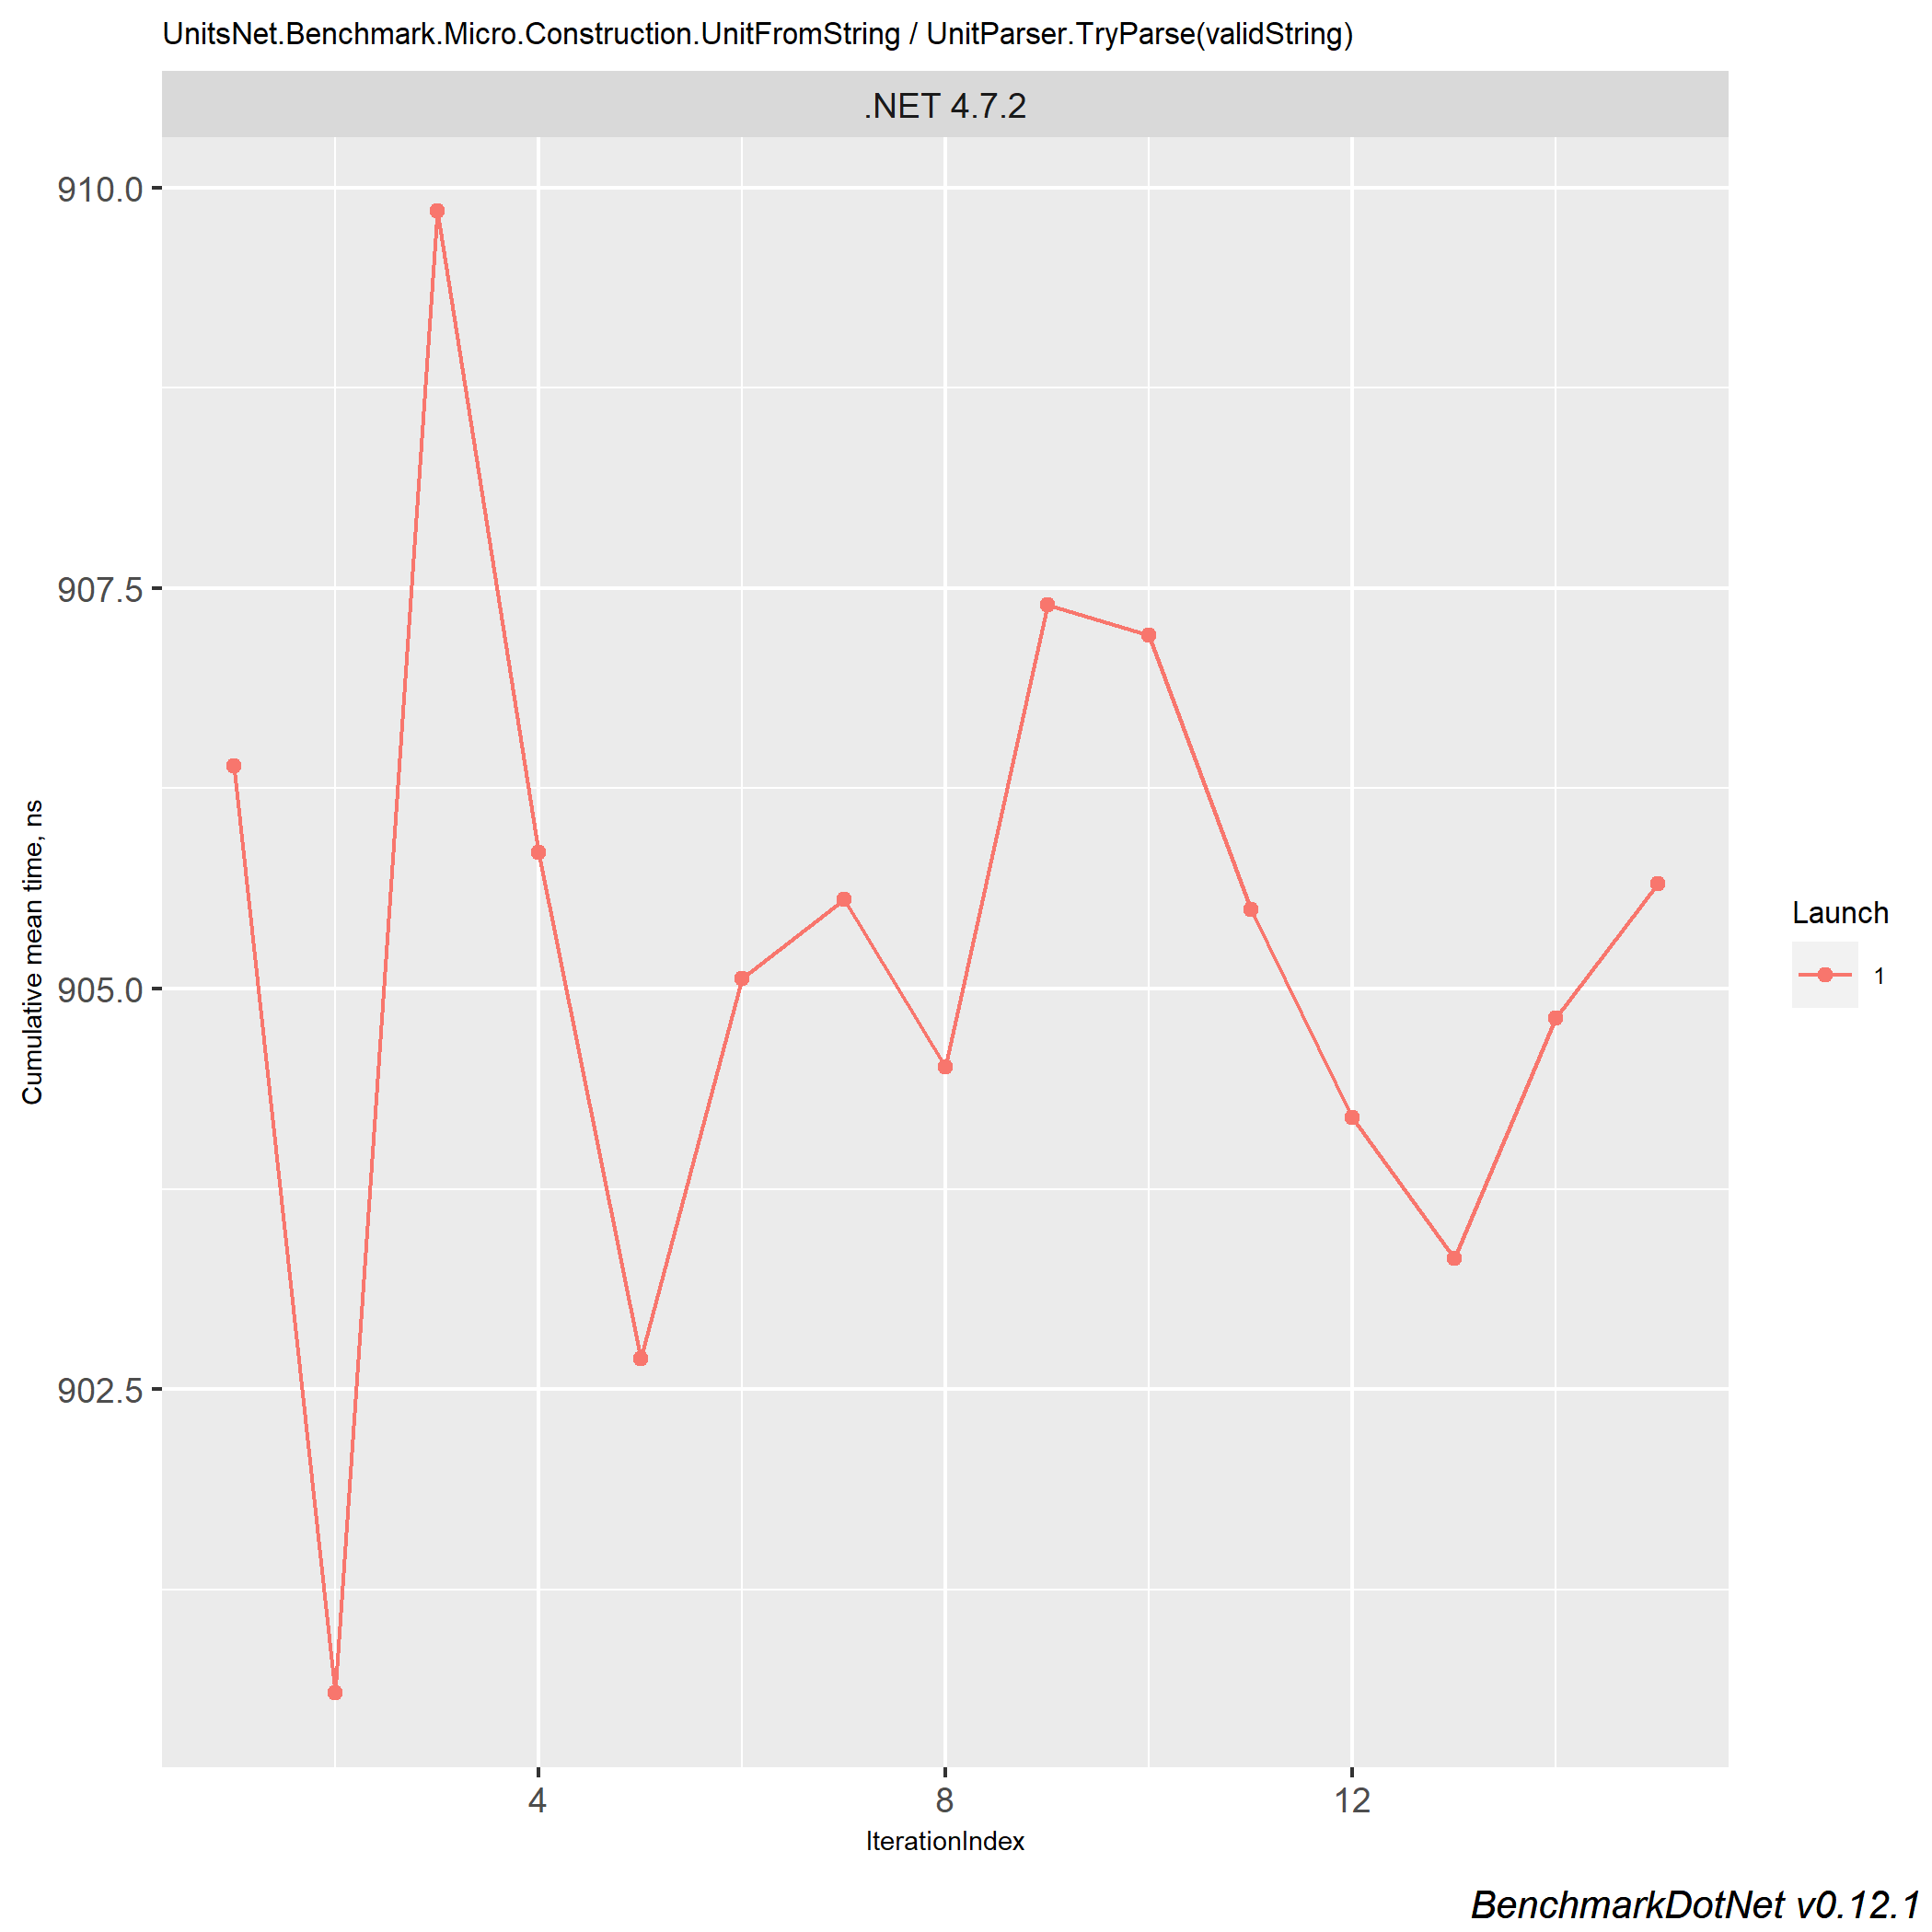 UnitsNet.Benchmark.Micro.Construction.UnitFromString / UnitParser.TryParse(validString)
.NET 4.7.2
910.0
907.5
905.0
902.5
Cumulative mean time, ns
4
8
12
IterationIndex
Launch
1
BenchmarkDotNet v0.12.1